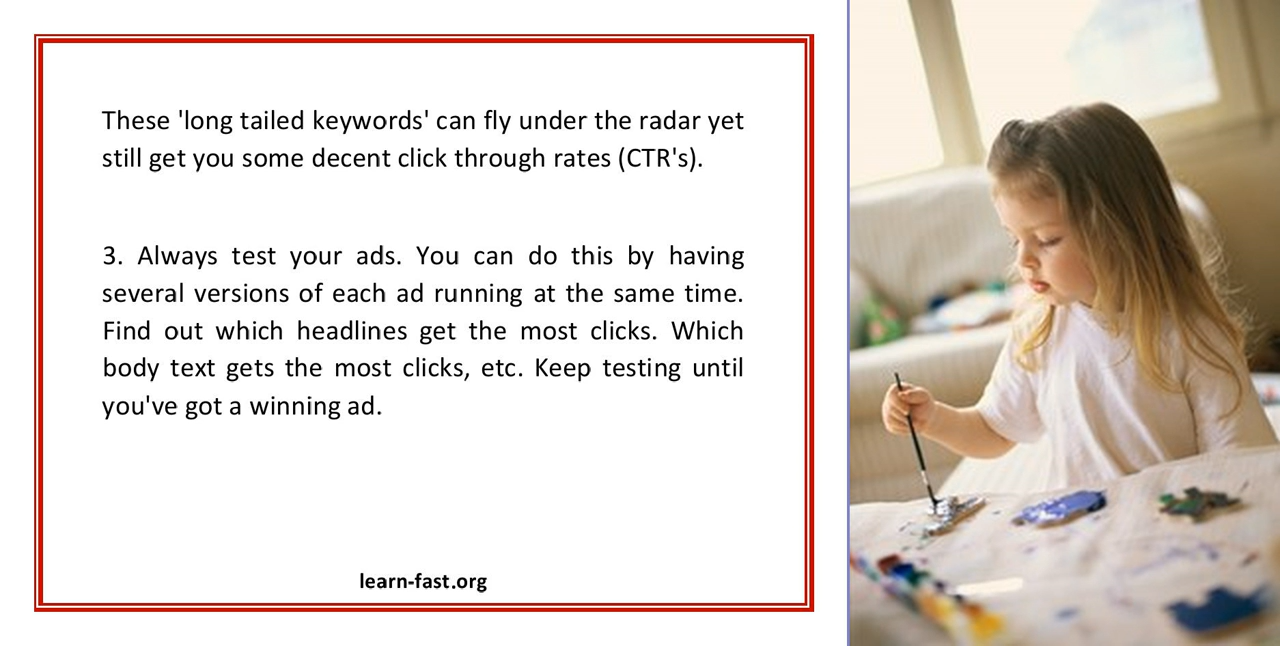 These 'long tailed keywords' can fly under the radar yet
still get you some decent click through rates (CTR's).
3. Always test your ads. You can do this by having
several versions of each ad running at the same time.
Find out which headlines get the most clicks. Which
body text gets the most clicks, etc. Keep testing until
you've got a winning ad.
learn-fast.org